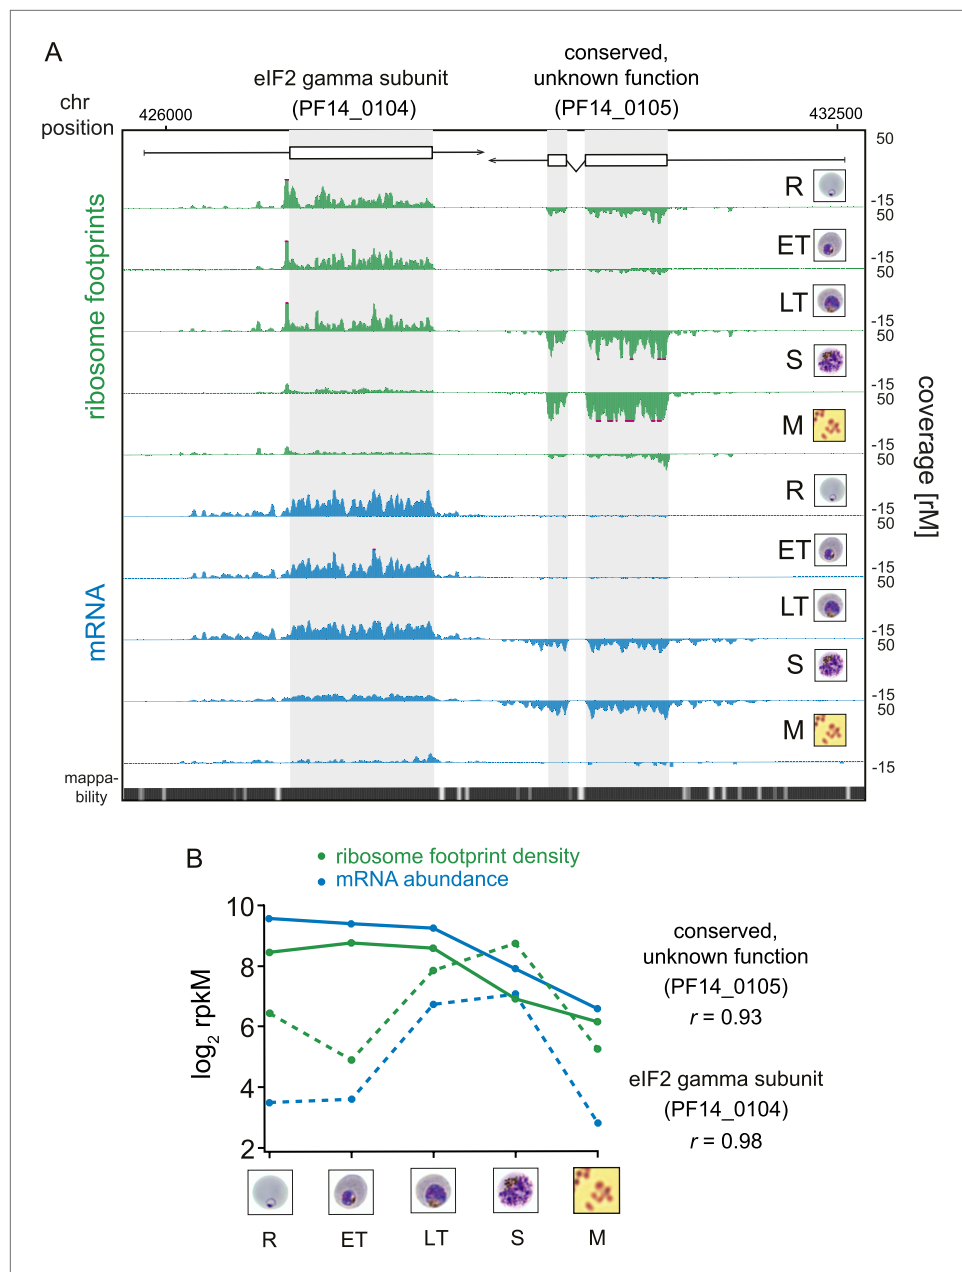 A
eIF2 gamma subunit
(PF14_0104)
conserved,
unknown function
(PF14_0105)
chr
position
426000
432500
50
R
-15
50
ET
-15
50
LT
-15
50
S
-15
50
M
-15
50
R
-15
50
ET
-15
50
LT
-15
50
S
-15
50
M
-15
ribosome footprints
mRNA
coverage [rM]
mappa-
bility
B
ribosome footprint density
mRNA abundance
10
8
6
4
2
log2 rpkM
R
ET
LT
S
M
conserved,
unknown function
(PF14_0105)
r = 0.93
eIF2 gamma subunit
(PF14_0104)
r = 0.98